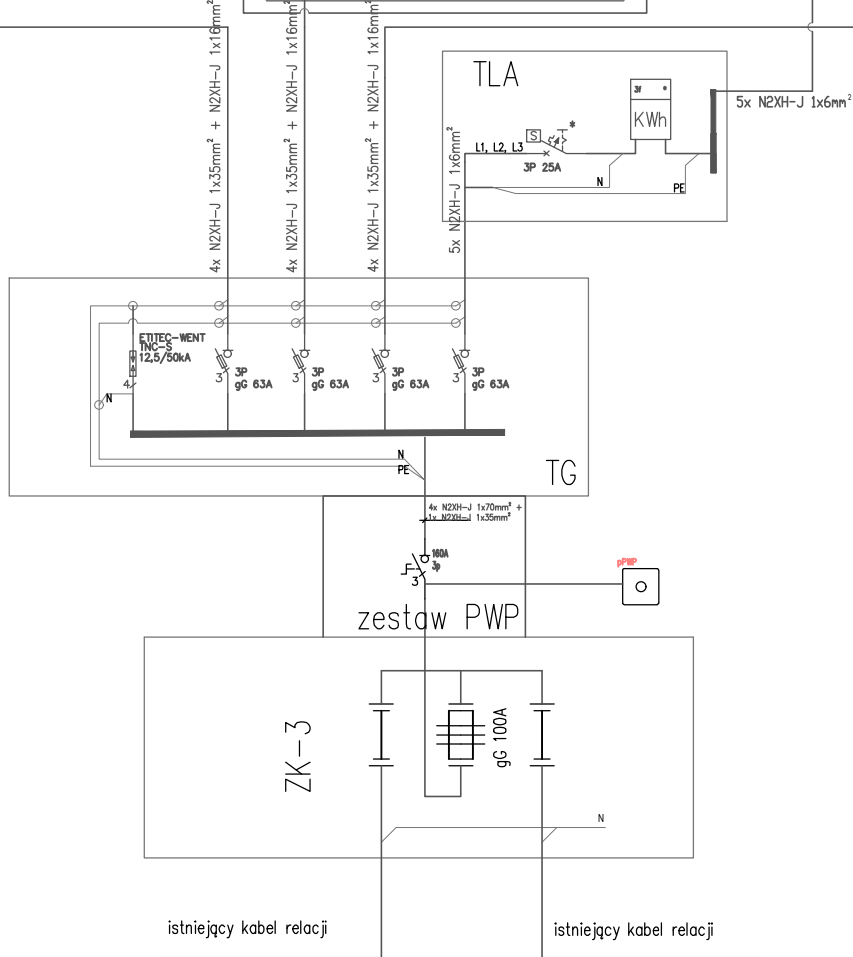 4x N2XH-J 1x35mm² + N2XH-J 1x16mm²
4x N2XH-J 1x35mm² + N2XH-J 1x16mm²
4x N2XH-J 1x35mm² + N2XH-J 1x16mm²
5x N2XH-J 1x6mm²
TLA
3f *
KWh
S *
L1, L2, L3
3P 25A
N
PE
5x N2XH-J 1x6mm²
ETITEC-WENT
TNC-S
12,5/50kA
4
N
3
3P
gG 63A
3
3P
gG 63A
3
3P
gG 63A
3
3P
gG 63A
N
PE
TG
4x N2XH-J 1x70mm² +
1x N2XH-J 1x35mm²
160A
3p
3
pPWP
zestaw PWP
ZK-3
gG 100A
N
istniejący kabel relacji
istniejący kabel relacji